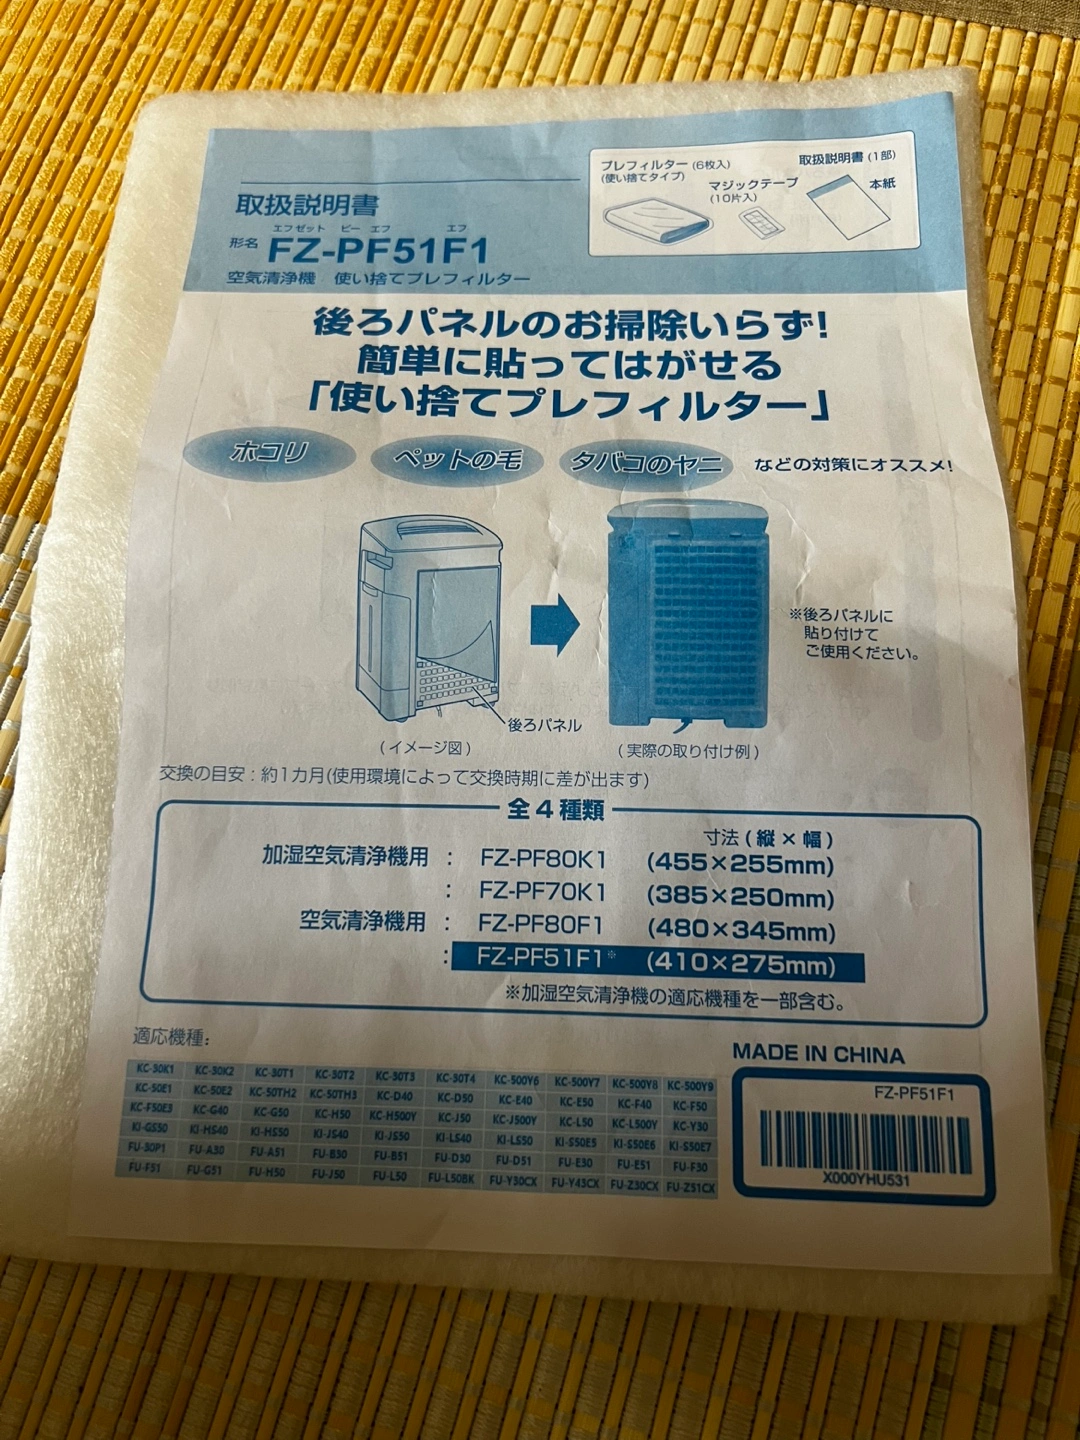 プレフィルター (6枚入)
(使い捨てタイプ)
マジックテープ
(10片入)
取扱説明書 (1部)
本紙
取扱説明書
エフゼット ピー エフ エフ
形名 FZ-PF51F1
空気清浄機 使い捨てプレフィルター
後ろパネルのお掃除いらず!
簡単に貼ってはがせる
「使い捨てプレフィルター」
ホコリ ペットの毛 タバコのヤニ などの対策にオススメ!
※後ろパネルに
貼り付けて
ご使用ください。
後ろパネル
(イメージ図)
(実際の取り付け例)
交換の目安:約1カ月(使用環境によって交換時期に差が出ます)
全4種類
寸法(縦×幅)
加湿空気清浄機用 : FZ-PF80K1 (455×255mm)
: FZ-PF70K1 (385×250mm)
空気清浄機用 : FZ-PF80F1 (480×345mm)
: FZ-PF51F1※ (410×275mm)
※加湿空気清浄機の適応機種を一部含む。
適応機種:
KC-30K1 KC-30K2 KC-30T1 KC-30T2 KC-30T3 KC-30T4 KC-500Y6 KC-500Y7 KC-500Y8 KC-500Y9
KC-50E1 KC-50E2 KC-50TH2 KC-50TH3 KC-D40 KC-D50 KC-E40 KC-E50 KC-F40 KC-F50
KC-F50E3 KC-G40 KC-G50 KC-H50 KC-H500Y KC-J50 KC-J500Y KC-L50 KC-L500Y KC-Y30
KI-GS50 KI-HS40 KI-HS50 KI-JS40 KI-JS50 KI-LS40 KI-LS50 KI-S50E5 KI-S50E6 KI-S50E7
FU-30P1 FU-A30 FU-A51 FU-B30 FU-B51 FU-D30 FU-D51 FU-E30 FU-E51 FU-F30
FU-F51 FU-G51 FU-H50 FU-J50 FU-L50 FU-L50BK FU-Y30CX FU-Y43CX FU-Z30CX FU-Z51CX
MADE IN CHINA
FZ-PF51F1
X000YHU531